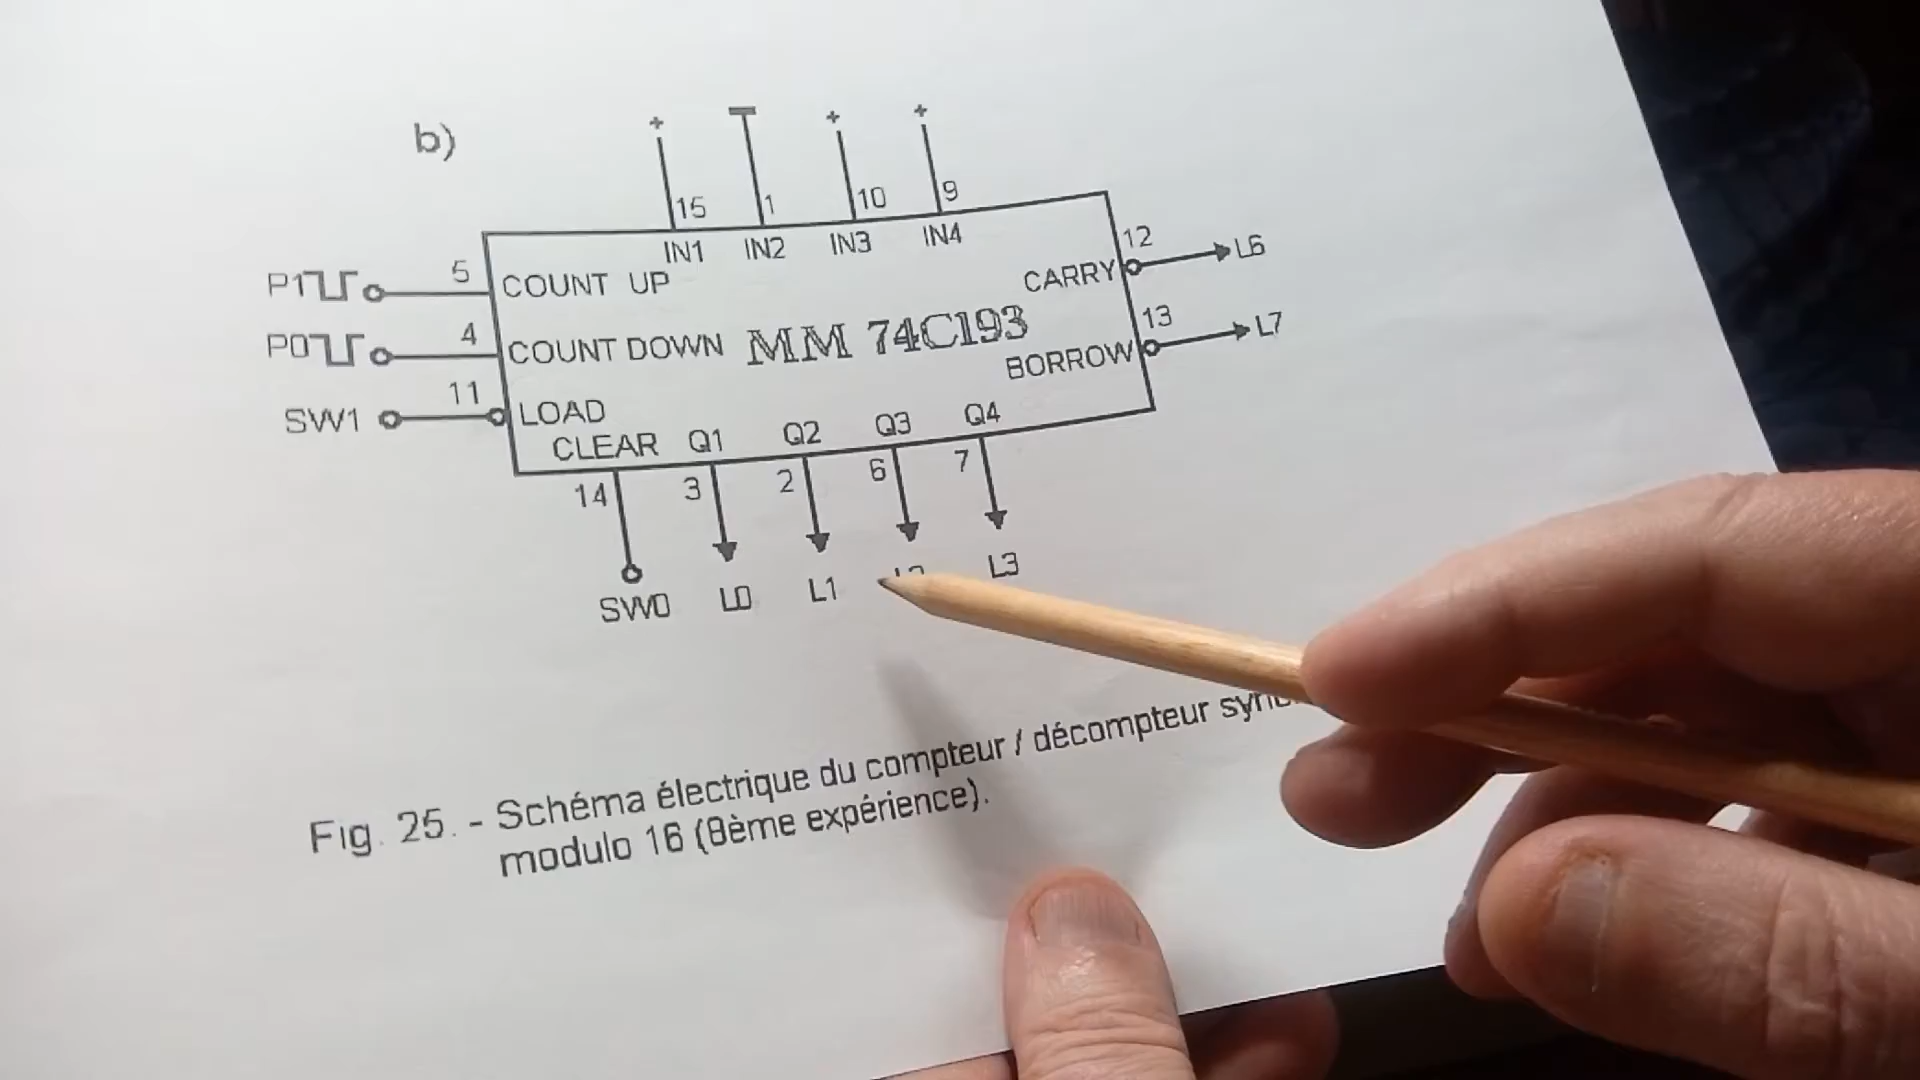 b)
+ + +
15 1 10 9
IN1 IN2 IN3 IN4
P1 5 COUNT UP
12
CARRY L6
P0 4 COUNT DOWN MM 74C193
13
BORROW L7
SW1 11 LOAD
CLEAR Q1 Q2 Q3 Q4
14 3 2 6 7
SW0 L0 L1 L3
Fig. 25. - Schéma électrique du compteur / décompteur
modulo 16 (8ème expérience).